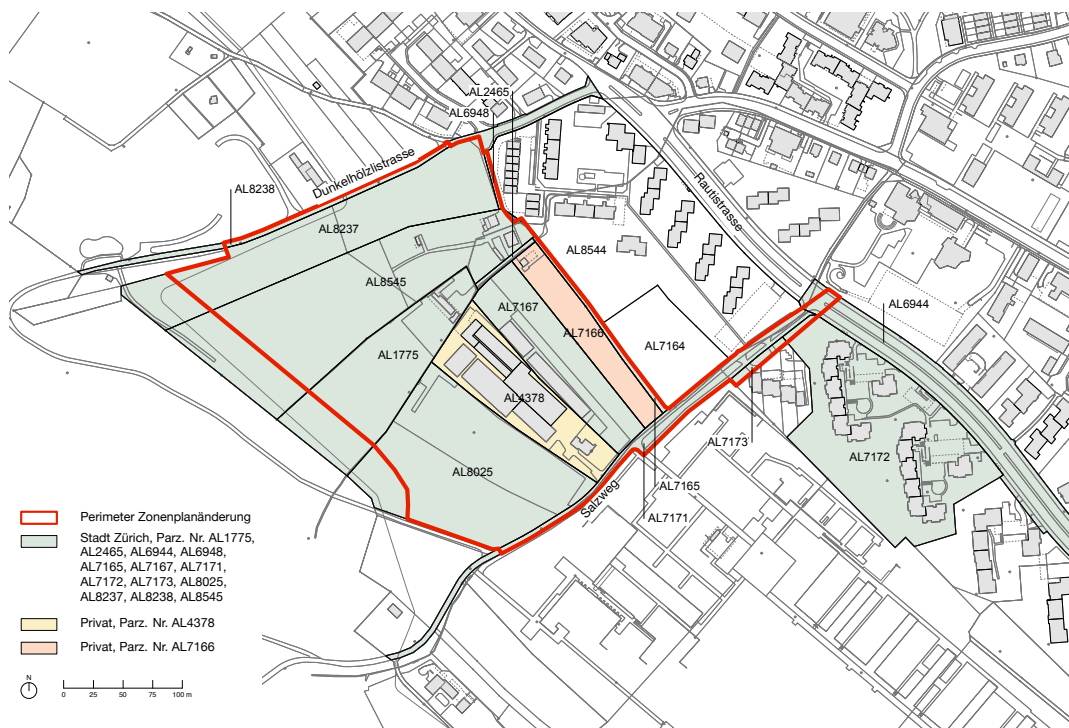 AL2465
AL6948
Dunkelhölzlistrasse
AL8238
AL8237
Rautistrasse
AL8544
AL8545
AL6944
AL7167
AL7166
AL7164
AL1775
AL4378
AL7173
AL7172
AL8025
AL7165
Salzweg
AL7171
Perimeter Zonenplanänderung
Stadt Zürich, Parz. Nr. AL1775,
AL2465, AL6944, AL6948,
AL7165, AL7167, AL7171,
AL7172, AL7173, AL8025,
AL8237, AL8238, AL8545
Privat, Parz. Nr. AL4378
Privat, Parz. Nr. AL7166
N
0 25 50 75 100 m